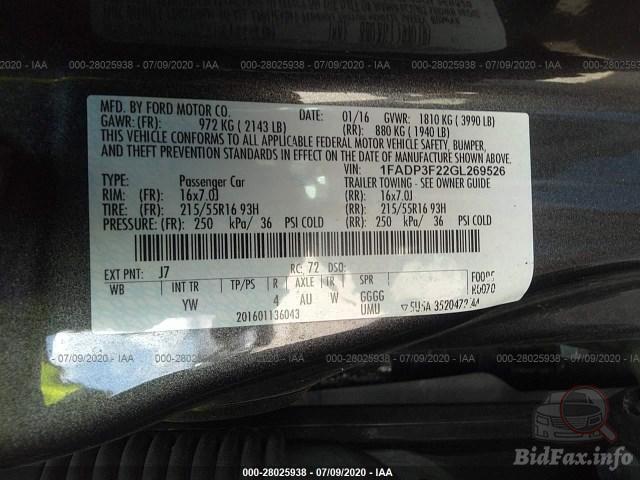 000-28025938 - 07/09/2020 - IAA
MFD. BY FORD MOTOR CO. DATE: 01/16 GVWR: 1810 KG ( 3990 LB)
GAWR: (FR): 972 KG ( 2143 LB) (RR): 880 KG ( 1940 LB)
THIS VEHICLE CONFORMS TO ALL APPLICABLE FEDERAL MOTOR VEHICLE SAFETY, BUMPER,
AND THEFT PREVENTION STANDARDS IN EFFECT ON THE DATE OF MANUFACTURE SHOWN ABOVE.
VIN: 1FADP3F22GL269526
TYPE: Passenger Car TRAILER TOWING - SEE OWNER GUIDE
RIM: (FR): 16x7.0J (RR): 16x7.0J
TIRE: (FR): 215/55R16 93H (RR): 215/55R16 93H
PRESSURE: (FR): 250 kPa/ 36 PSI COLD (RR): 250 kPa/ 36 PSI COLD
EXT PNT: J7 RC: 72 DSO:
WB INT TR TP/PS R AXLE TR SPR
YW 4 AU W GGGG
201601136043 UMU
000-28025938 - 07/09/2020 - IAA
BidFax.info